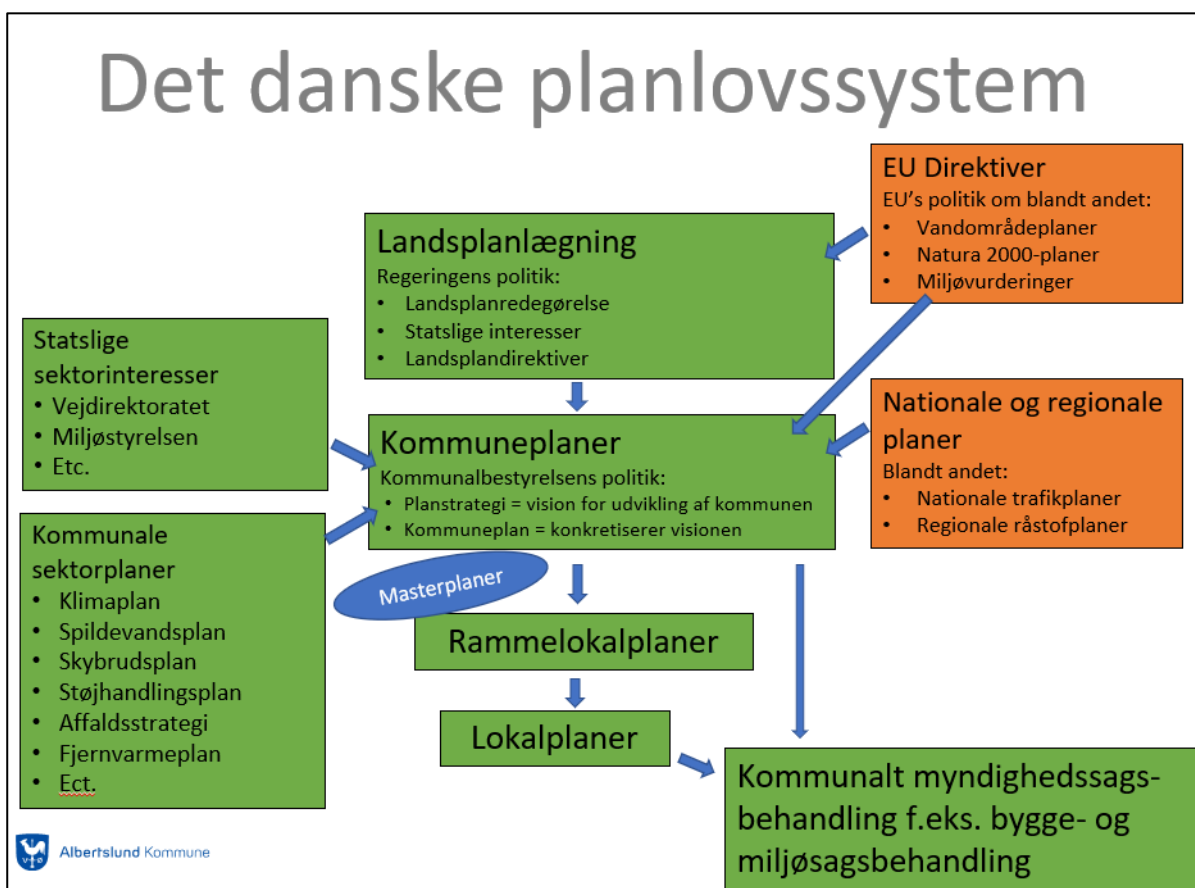 Det danske planlovssystem
EU Direktiver
EU's politik om blandt andet:
• Vandområdeplaner
• Natura 2000-planer
• Miljøvurderinger
Landsplanlægning
Regeringens politik:
• Landsplanredegørelse
• Statslige interesser
• Landsplandirektiver
Statslige
sektorinteresser
• Vejdirektoratet
• Miljøstyrelsen
• Etc.
Nationale og regionale
planer
Blandt andet:
• Nationale trafikplaner
• Regionale råstofplaner
Kommuneplaner
Kommunalbestyrelsens politik:
• Planstrategi = vision for udvikling af kommunen
• Kommuneplan = konkretiserer visionen
Kommunale
sektorplaner
• Klimaplan
• Spildevandsplan
• Skybrudsplan
• Støjhandlingsplan
• Affaldsstrategi
• Fjernvarmeplan
• Ect.
Masterplaner
Rammelokalplaner
Lokalplaner
Kommunalt myndighedssags-
behandling f.eks. bygge- og
miljøsagsbehandling
Albertslund Kommune